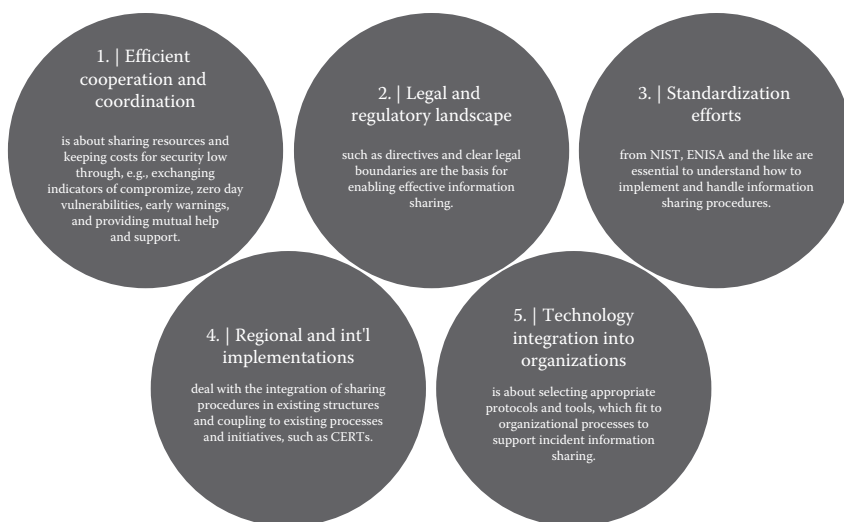 1. | Efficient
cooperation and
coordination
is about sharing resources and
keeping costs for security low
through, e.g., exchanging
indicators of compromize, zero day
vulnerabilities, early warnings,
and providing mutual help
and support.
2. | Legal and
regulatory landscape
such as directives and clear legal
boundaries are the basis for
enabling effective information
sharing.
3. | Standardization
efforts
from NIST, ENISA and the like are
essential to understand how to
implement and handle information
sharing procedures.
4. | Regional and int'l
implementations
deal with the integration of sharing
procedures in existing structures
and coupling to existing processes
and initiatives, such as CERTs.
5. | Technology
integration into
organizations
is about selecting appropriate
protocols and tools, which fit to
organizational processes to
support incident information
sharing.